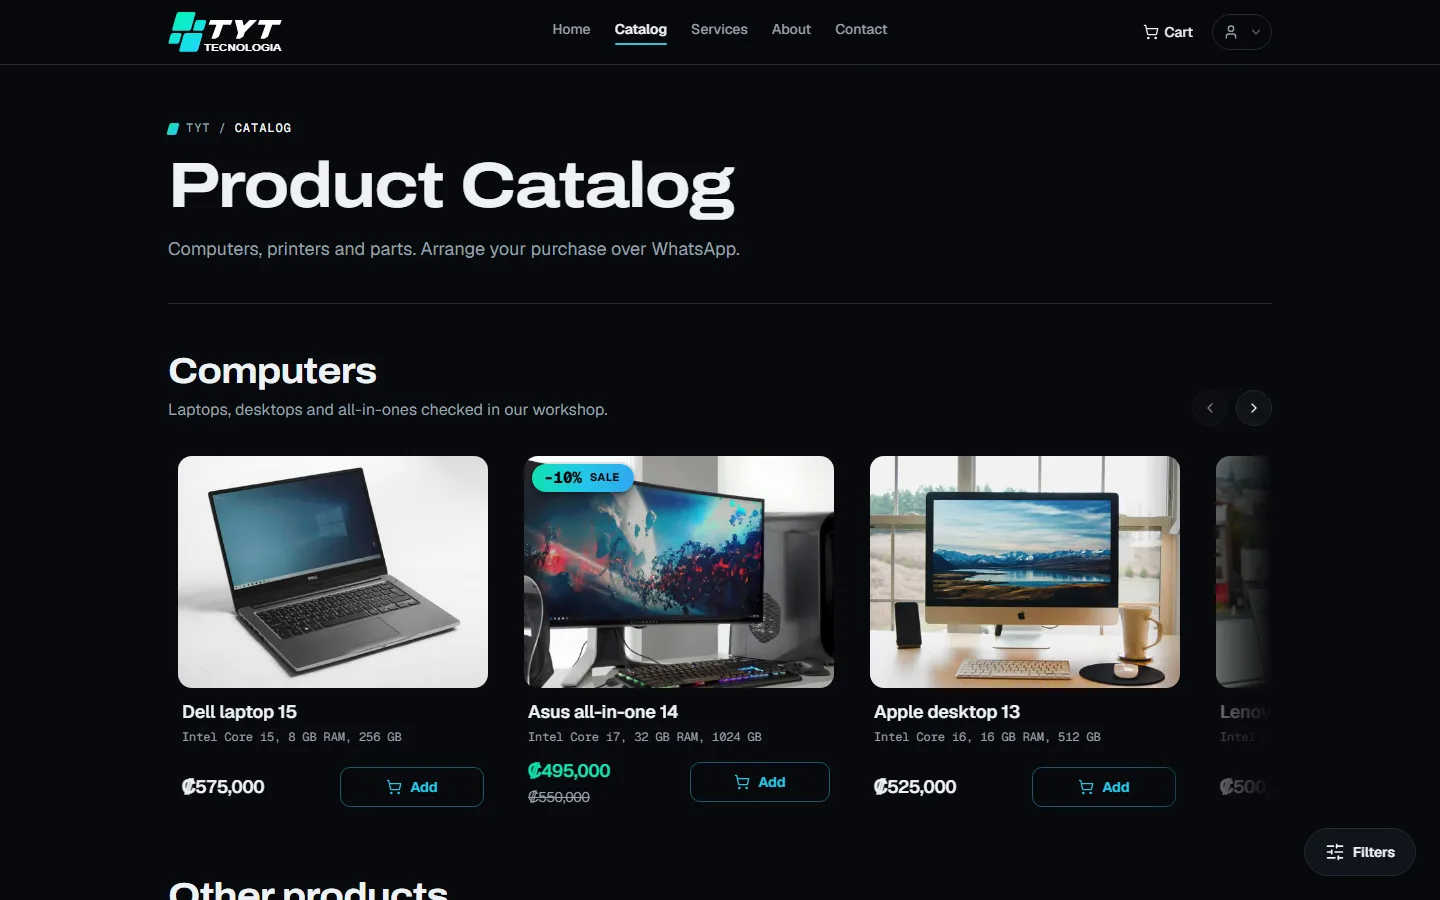 TYT
TECNOLOGIA
Home
Catalog
Services
About
Contact
Cart
TYT / CATALOG
Product Catalog
Computers, printers and parts. Arrange your purchase over WhatsApp.
Computers
Laptops, desktops and all-in-ones checked in our workshop.
-10% SALE
DELL
Dell laptop 15
Intel Core i5, 8 GB RAM, 256 GB
₡575,000
Add
Asus all-in-one 14
Intel Core i7, 32 GB RAM, 1024 GB
₡495,000
₡550,000
Add
Apple desktop 13
Intel Core i6, 16 GB RAM, 512 GB
₡525,000
Add
Intel
₡500,
Filters
Other products